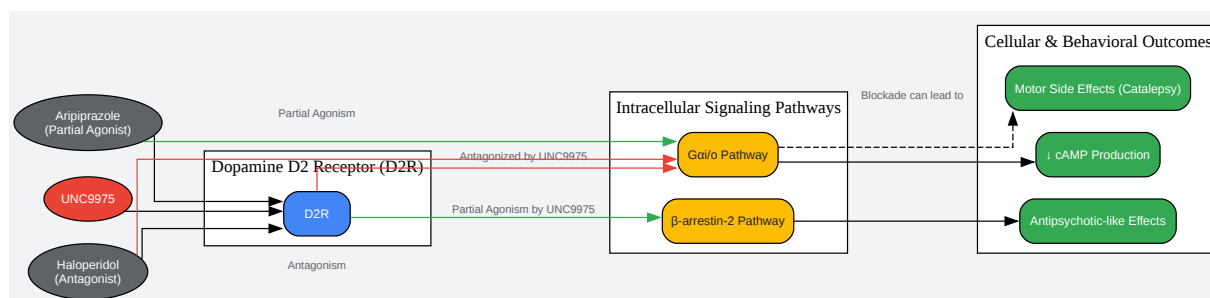 Cellular & Behavioral Outcomes
Motor Side Effects (Catalepsy)
Blockade can lead to
Aripiprazole
(Partial Agonist)
Partial Agonism
Intracellular Signaling Pathways
Gαi/o Pathway
↓ cAMP Production
Antagonized by UNC9975
Dopamine D2 Receptor (D2R)
UNC9975
D2R
Partial Agonism by UNC9975
β-arrestin-2 Pathway
Antipsychotic-like Effects
Haloperidol
(Antagonist)
Antagonism